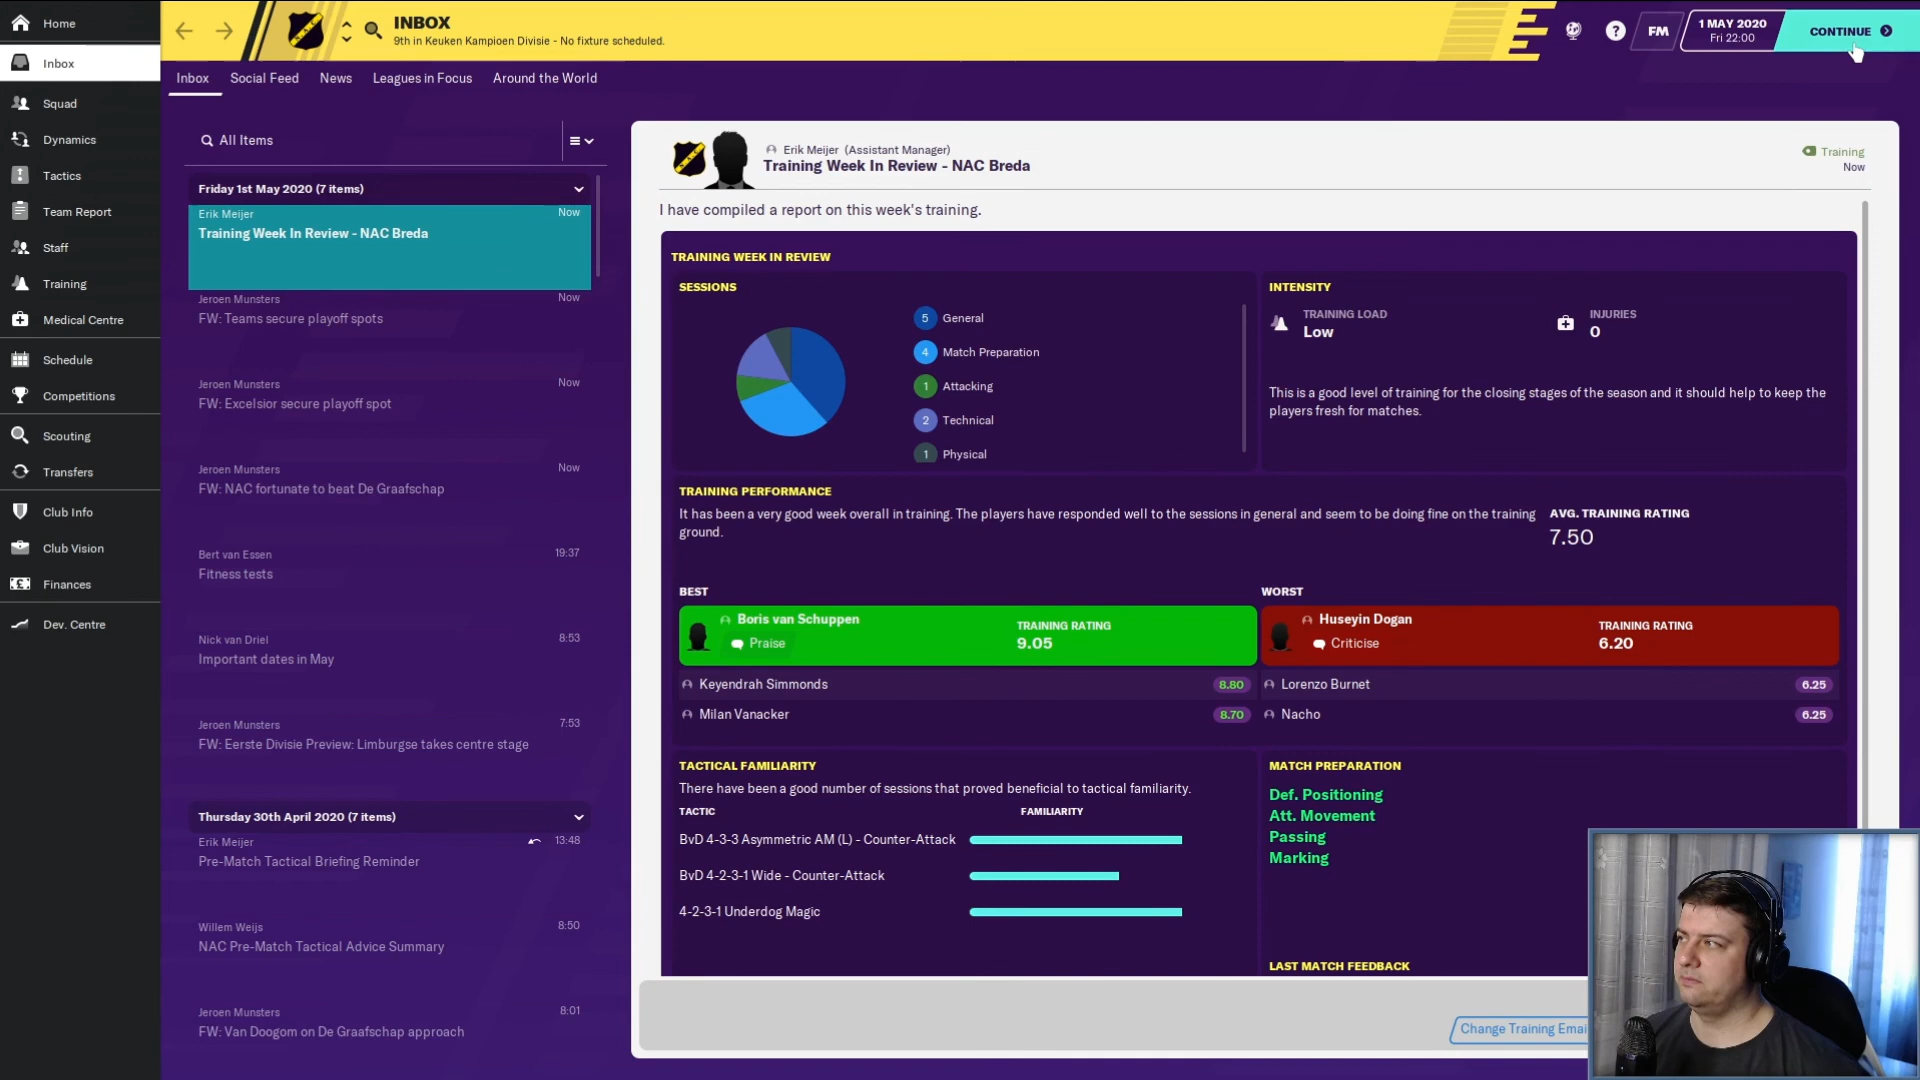 Home
Inbox
Squad
Dynamics
Tactics
Team Report
Staff
Training
Medical Centre
Schedule
Competitions
Scouting
Transfers
Club Info
Club Vision
Finances
Dev. Centre
INBOX
9th in Keuken Kampioen Divisie - No fixture scheduled.
?
FM
1 MAY 2020
Fri 22:00
CONTINUE
Inbox
Social Feed
News
Leagues in Focus
Around the World
All Items
Friday 1st May 2020 (7 items)
Erik Meijer Now
Training Week In Review - NAC Breda
Jeroen Munsters Now
FW: Teams secure playoff spots
Jeroen Munsters Now
FW: Excelsior secure playoff spot
Jeroen Munsters Now
FW: NAC fortunate to beat De Graafschap
Bert van Essen 19:37
Fitness tests
Nick van Driel 8:53
Important dates in May
Jeroen Munsters 7:53
FW: Eerste Divisie Preview: Limburgse takes centre stage
Thursday 30th April 2020 (7 items)
Erik Meijer 13:48
Pre-Match Tactical Briefing Reminder
Willem Weijs 8:50
NAC Pre-Match Tactical Advice Summary
Jeroen Munsters 8:01
FW: Van Doogom on De Graafschap approach
Erik Meijer (Assistant Manager)
Training Week In Review - NAC Breda
Training
Now
I have compiled a report on this week's training.
TRAINING WEEK IN REVIEW
SESSIONS
5 General
4 Match Preparation
1 Attacking
2 Technical
1 Physical
INTENSITY
TRAINING LOAD
Low
INJURIES
0
This is a good level of training for the closing stages of the season and it should help to keep the
players fresh for matches.
TRAINING PERFORMANCE
It has been a very good week overall in training. The players have responded well to the sessions in general and seem to be doing fine on the training
ground.
AVG. TRAINING RATING
7.50
BEST
Boris van Schuppen
Praise
TRAINING RATING
9.05
Keyendrah Simmonds 8.80
Milan Vanacker 8.70
WORST
Huseyin Dogan
Criticise
TRAINING RATING
6.20
Lorenzo Burnet 6.25
Nacho 6.25
TACTICAL FAMILIARITY
There have been a good number of sessions that proved beneficial to tactical familiarity.
TACTIC FAMILIARITY
BvD 4-3-3 Asymmetric AM (L) - Counter-Attack
BvD 4-2-3-1 Wide - Counter-Attack
4-2-3-1 Underdog Magic
MATCH PREPARATION
Def. Positioning
Att. Movement
Passing
Marking
LAST MATCH FEEDBACK
Change Training Emai